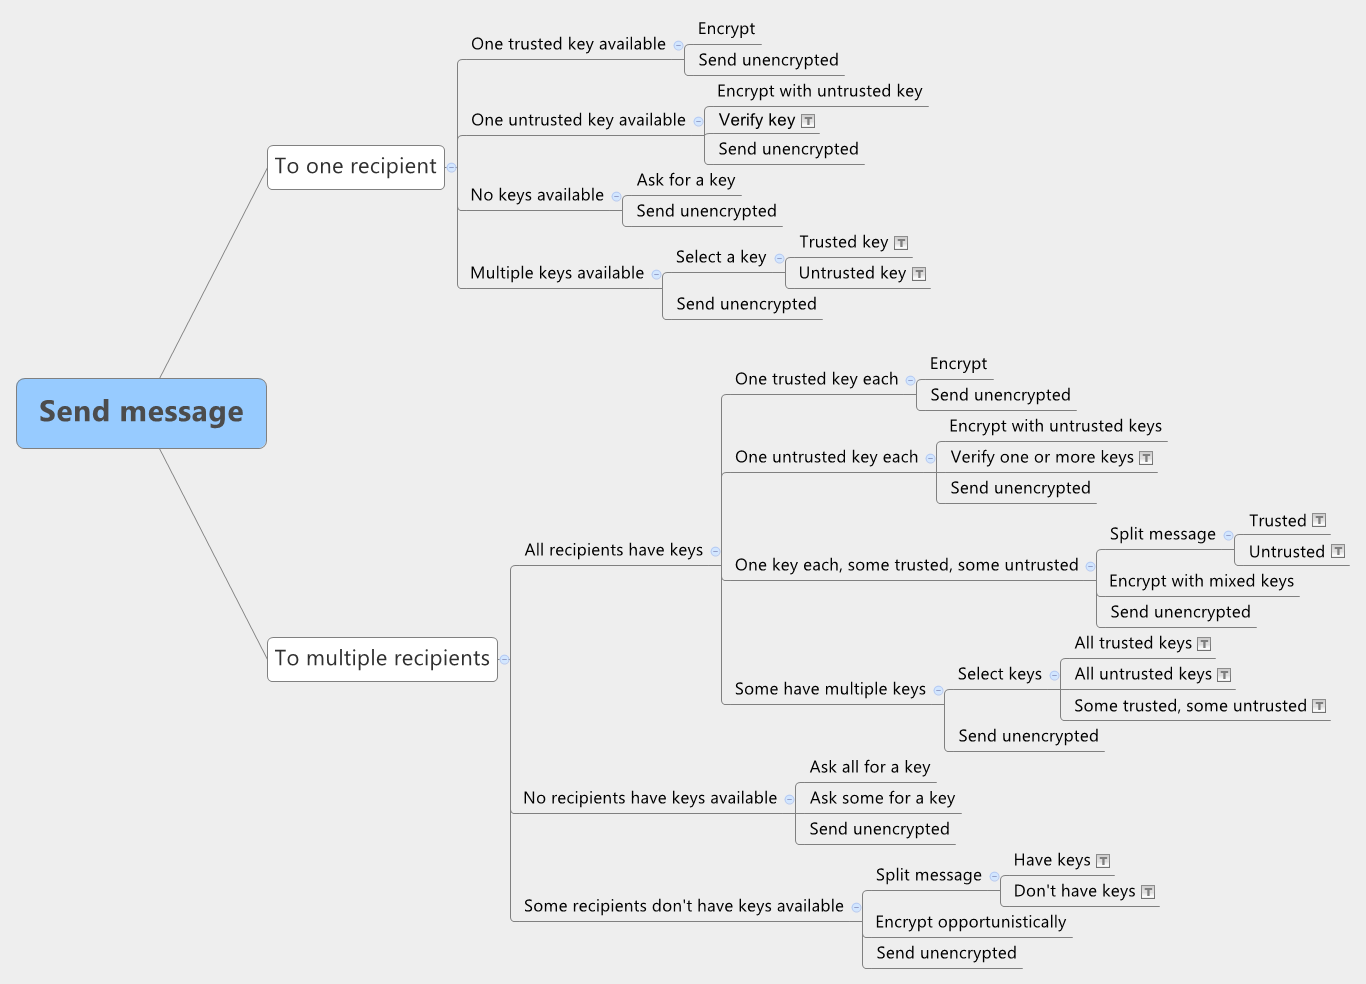 Send message
To one recipient
One trusted key available
Encrypt
Send unencrypted
One untrusted key available
Encrypt with untrusted key
Verify key
Send unencrypted
No keys available
Ask for a key
Send unencrypted
Multiple keys available
Select a key
Trusted key
Untrusted key
Send unencrypted
To multiple recipients
All recipients have keys
One trusted key each
Encrypt
Send unencrypted
One untrusted key each
Encrypt with untrusted keys
Verify one or more keys
Send unencrypted
One key each, some trusted, some untrusted
Split message
Trusted
Untrusted
Encrypt with mixed keys
Send unencrypted
Some have multiple keys
Select keys
All trusted keys
All untrusted keys
Some trusted, some untrusted
Send unencrypted
No recipients have keys available
Ask all for a key
Ask some for a key
Send unencrypted
Some recipients don't have keys available
Split message
Have keys
Don't have keys
Encrypt opportunistically
Send unencrypted